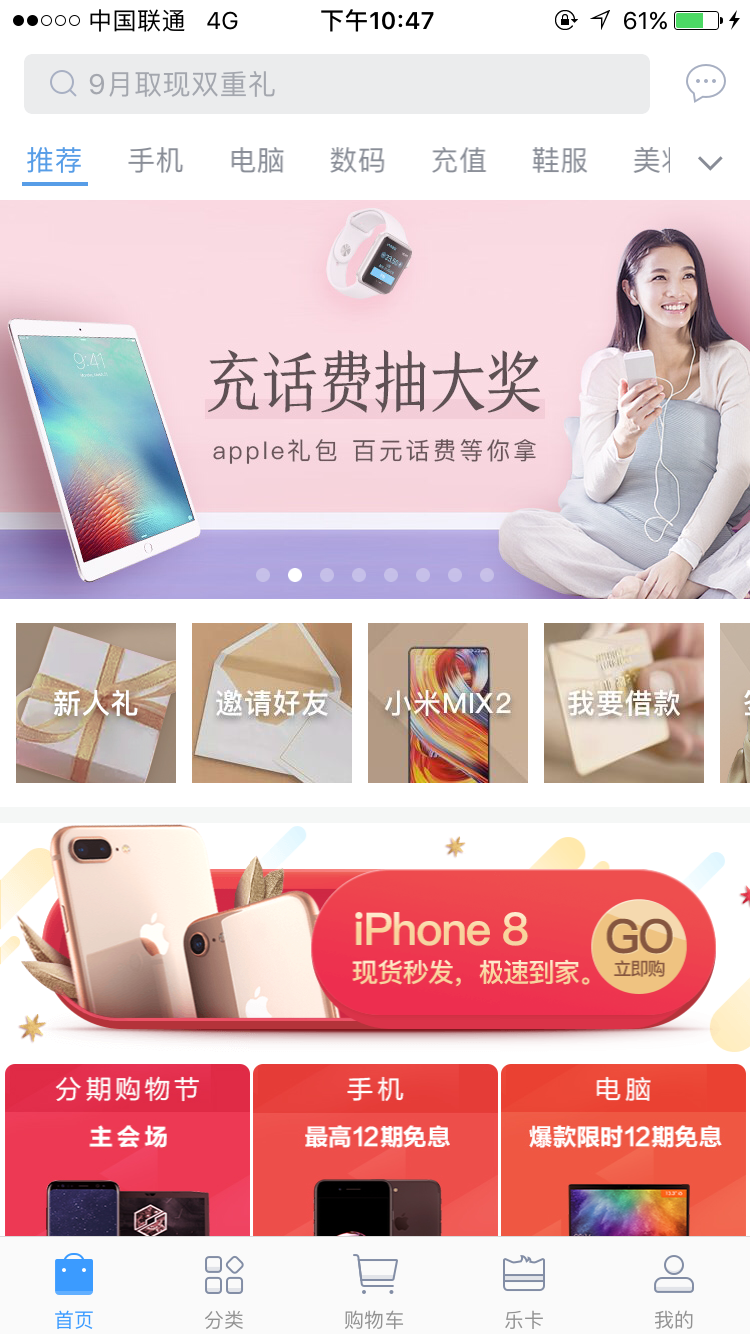 中国联通 4G 下午10:47 61%
9月取现双重礼
推荐 手机 电脑 数码 充值 鞋服 美
9:41
充话费抽大奖
apple礼包 百元话费等你拿
新人礼 邀请好友 小米MIX2 我要借款
iPhone 8
现货秒发，极速到家。
GO
立即购
分期购物节 手机 电脑
主会场 最高12期免息 爆款限时12期免息
首页 分类 购物车 乐卡 我的